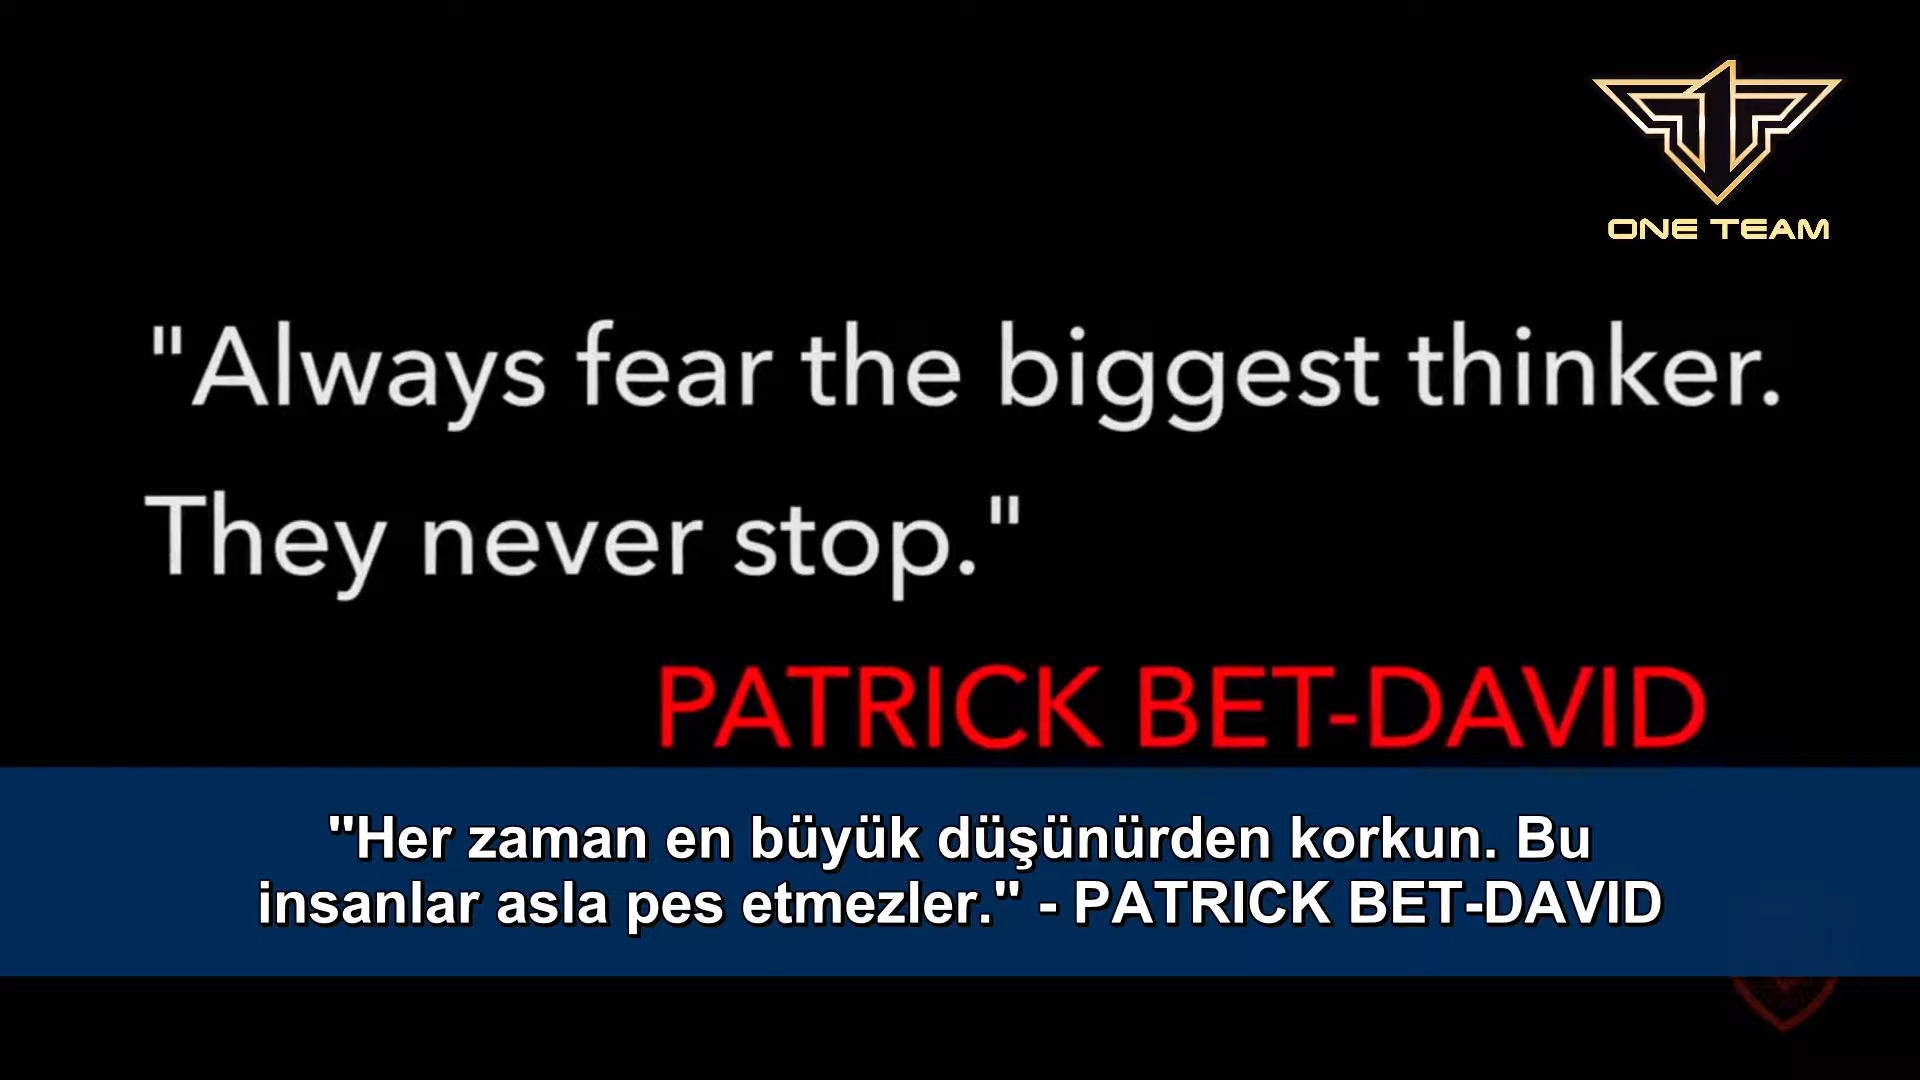 ONE TEAM
"Always fear the biggest thinker.
They never stop."
PATRICK BET-DAVID
"Her zaman en büyük düşünürden korkun. Bu
insanlar asla pes etmezler." - PATRICK BET-DAVID